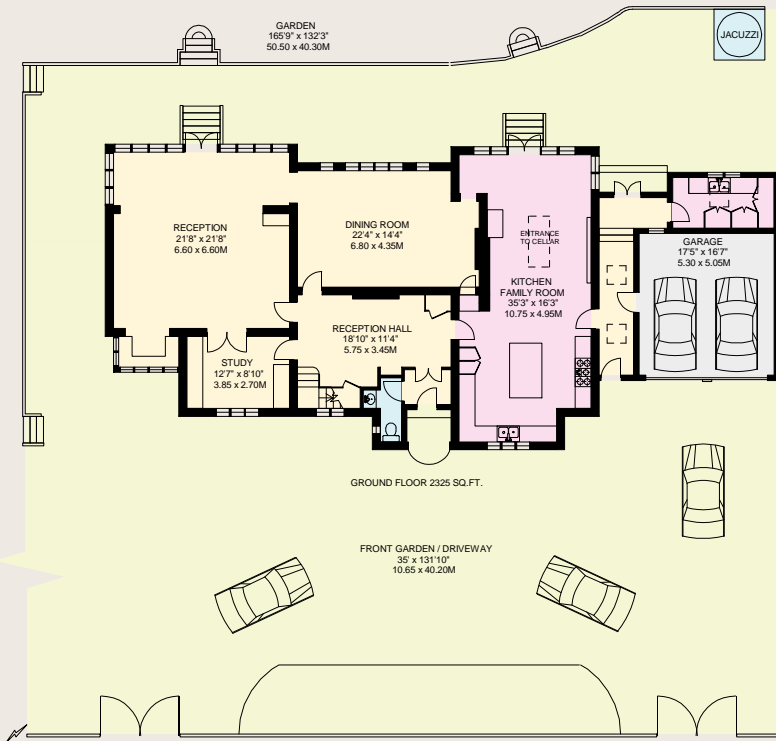 GARDEN
165'9" x 132'3"
50.50 x 40.30M
JACUZZI
RECEPTION
21'8" x 21'8"
6.60 x 6.60M
DINING ROOM
22'4" x 14'4"
6.80 x 4.35M
ENTRANCE
TO CELLAR
KITCHEN
FAMILY ROOM
35'3" x 16'3"
10.75 x 4.95M
GARAGE
17'5" x 16'7"
5.30 x 5.05M
RECEPTION HALL
18'10" x 11'4"
5.75 x 3.45M
STUDY
12'7" x 8'10"
3.85 x 2.70M
GROUND FLOOR 2325 SQ.FT.
FRONT GARDEN / DRIVEWAY
35' x 131'10"
10.65 x 40.20M